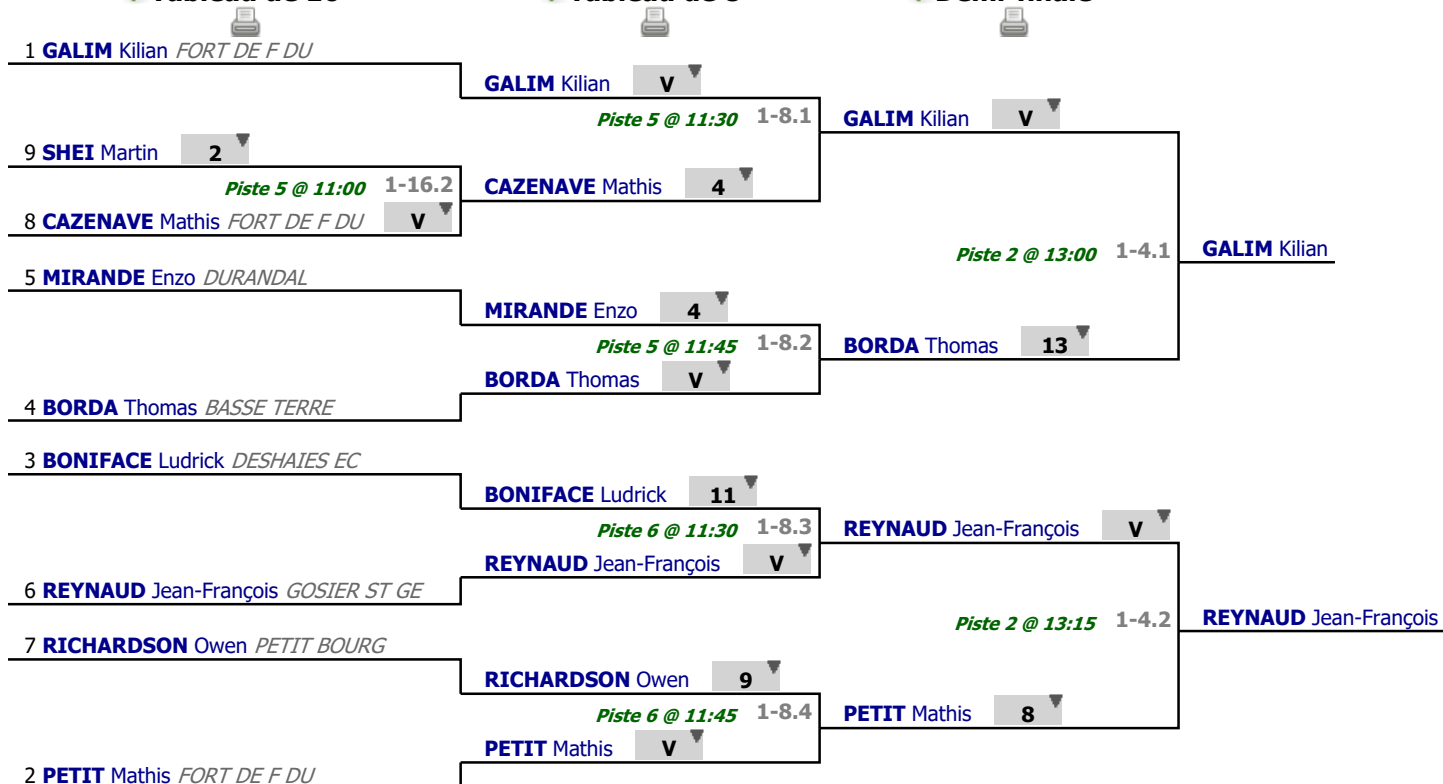 1 GALIM Kilian FORT DE F DU
GALIM Kilian V
Piste 5 @ 11:30 1-8.1
GALIM Kilian V
9 SHEI Martin 2
Piste 5 @ 11:00 1-16.2
CAZENAVE Mathis 4
8 CAZENAVE Mathis FORT DE F DU V
Piste 2 @ 13:00 1-4.1
GALIM Kilian
5 MIRANDE Enzo DURANDAL
MIRANDE Enzo 4
Piste 5 @ 11:45 1-8.2
BORDA Thomas 13
BORDA Thomas V
4 BORDA Thomas BASSE TERRE
3 BONIFACE Ludrick DESHAIES EC
BONIFACE Ludrick 11
Piste 6 @ 11:30 1-8.3
REYNAUD Jean-François V
REYNAUD Jean-François V
6 REYNAUD Jean-François GOSIER ST GE
Piste 2 @ 13:15 1-4.2
REYNAUD Jean-François
7 RICHARDSON Owen PETIT BOURG
RICHARDSON Owen 9
Piste 6 @ 11:45 1-8.4
PETIT Mathis 8
PETIT Mathis V
2 PETIT Mathis FORT DE F DU